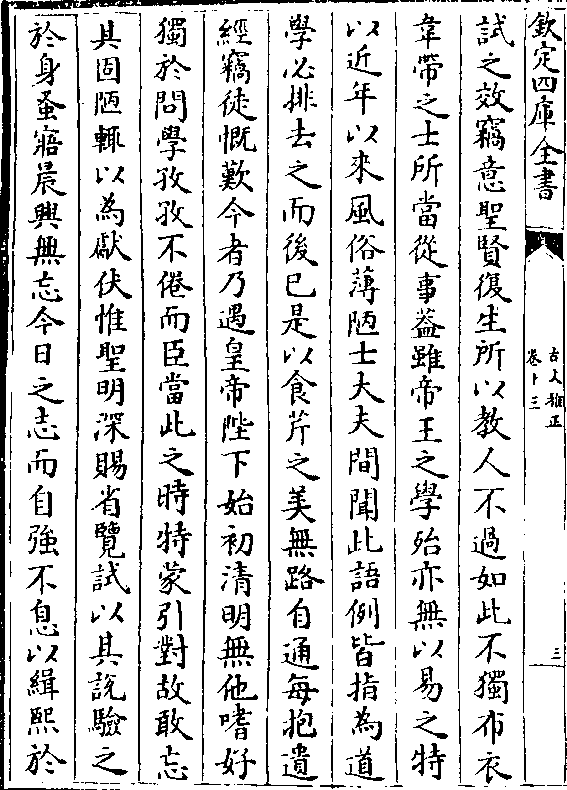 欽定四庫全書
古文雅正
卷十三
三
試之效竊意聖賢復生所以教人不過如此不獨布衣
韋帶之士所當從事葢雖帝王之學殆亦無以易之特
以近年以來風俗薄陋士大夫間聞此語例皆指為道
學必排去之而後已是以食芹之美無路自通每抱遺
經竊徒慨歎今者乃遇皇帝陛下始初清明無他嗜好
獨於問學孜孜不倦而臣當此之時特蒙引對故敢忘
其固陋輒以為獻伏惟聖明深賜省覽試以其說驗之
於身蚤寤晨興無忘今日之志而自強不息以緝熙於